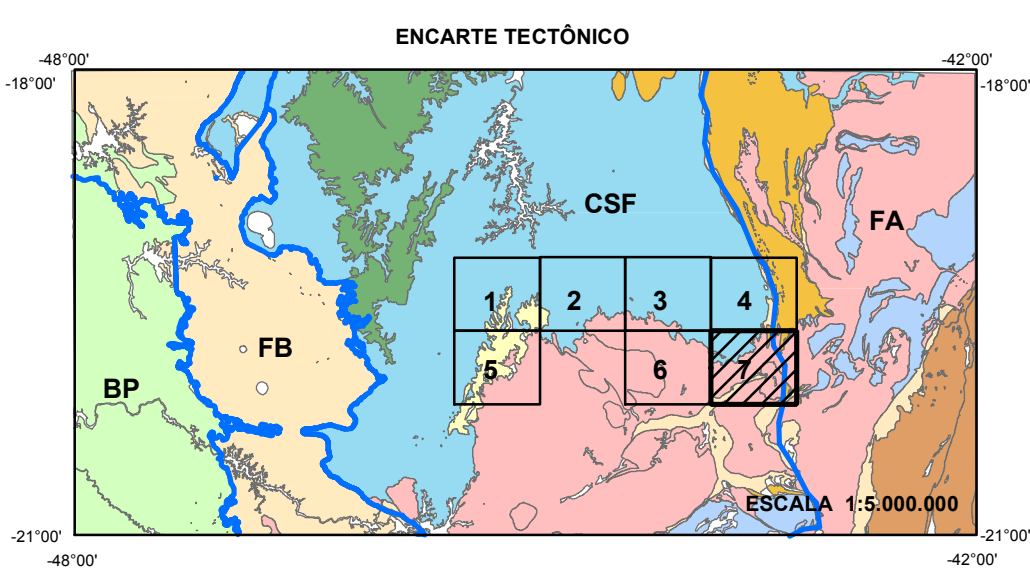 ENCARTE TECTÔNICO
-48°00'
-42°00'
-18°00'
-18°00'
CSF
FA
1
2
3
4
FB
5
6
7
BP
ESCALA 1:5.000.000
-21°00'
-21°00'
-48°00'
-42°00'